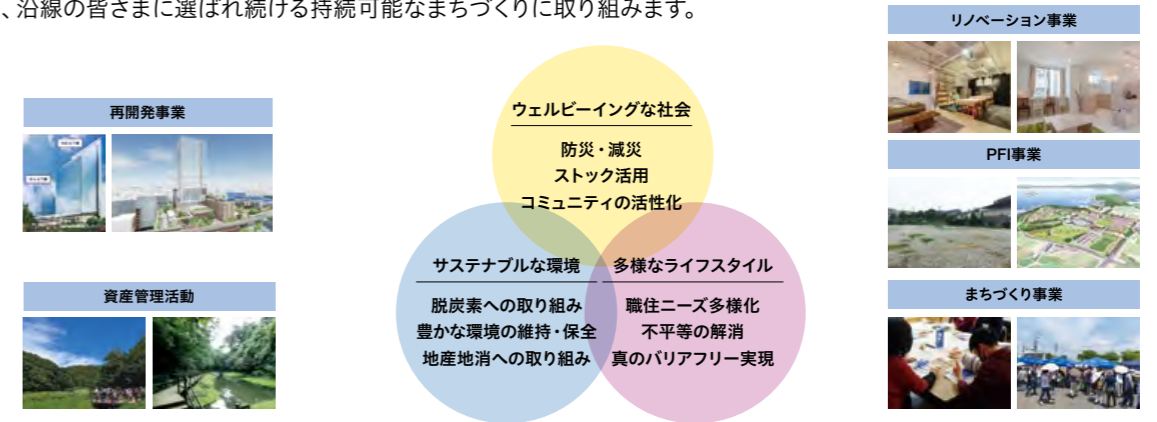 、沿線の皆さまに選ばれ続ける持続可能なまちづくりに取り組みます。
再開発事業
資産管理活動
ウェルビーイングな社会
防災・減災
ストック活用
コミュニティの活性化
サステナブルな環境
脱炭素への取り組み
豊かな環境の維持・保全
地産地消への取り組み
多様なライフスタイル
職住ニーズ多様化
不平等の解消
真のバリアフリー実現
リノベーション事業
PFI事業
まちづくり事業